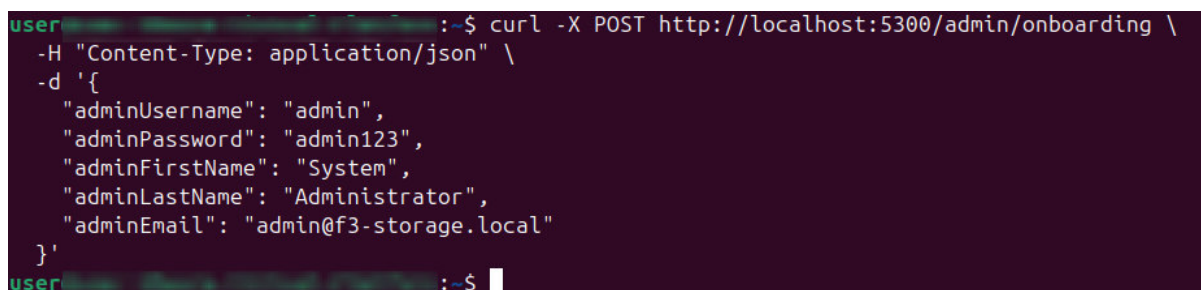 user :~$ curl -X POST http://localhost:5300/admin/onboarding \
-H "Content-Type: application/json" \
-d '{
"adminUsername": "admin",
"adminPassword": "admin123",
"adminFirstName": "System",
"adminLastName": "Administrator",
"adminEmail": "admin@f3-storage.local"
}'
user :~$